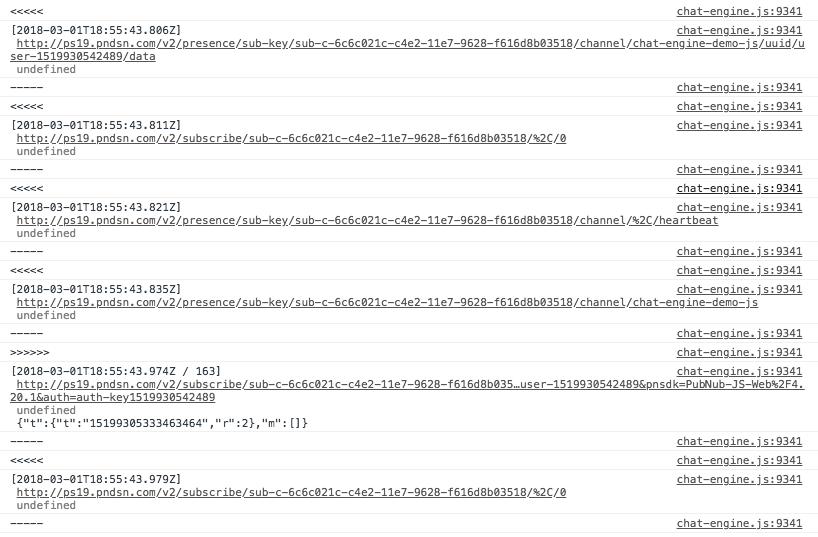 <<<<< chat-engine.js:9341
[2018-03-01T18:55:43.806Z] chat-engine.js:9341
http://ps19.pndsn.com/v2/presence/sub-key/sub-c-6c6c021c-c4e2-11e7-9628-f616d8b03518/channel/chat-engine-demo-js/uuid/u
ser-1519930542489/data
undefined
----- chat-engine.js:9341
<<<<< chat-engine.js:9341
[2018-03-01T18:55:43.811Z] chat-engine.js:9341
http://ps19.pndsn.com/v2/subscribe/sub-c-6c6c021c-c4e2-11e7-9628-f616d8b03518/%2C/0
undefined
----- chat-engine.js:9341
<<<<< chat-engine.js:9341
[2018-03-01T18:55:43.821Z] chat-engine.js:9341
http://ps19.pndsn.com/v2/presence/sub-key/sub-c-6c6c021c-c4e2-11e7-9628-f616d8b03518/channel/%2C/heartbeat
undefined
----- chat-engine.js:9341
<<<<< chat-engine.js:9341
[2018-03-01T18:55:43.835Z] chat-engine.js:9341
http://ps19.pndsn.com/v2/presence/sub-key/sub-c-6c6c021c-c4e2-11e7-9628-f616d8b03518/channel/chat-engine-demo-js
undefined
----- chat-engine.js:9341
>>>>>> chat-engine.js:9341
[2018-03-01T18:55:43.974Z / 163] chat-engine.js:9341
http://ps19.pndsn.com/v2/subscribe/sub-c-6c6c021c-c4e2-11e7-9628-f616d8b035…user-1519930542489&pnsdk=PubNub-JS-Web%2F4.
20.1&auth=auth-key1519930542489
undefined
{"t":{"t":"15199305333463464","r":2},"m":[]}
----- chat-engine.js:9341
<<<<< chat-engine.js:9341
[2018-03-01T18:55:43.979Z] chat-engine.js:9341
http://ps19.pndsn.com/v2/subscribe/sub-c-6c6c021c-c4e2-11e7-9628-f616d8b03518/%2C/0
undefined
----- chat-engine.js:9341